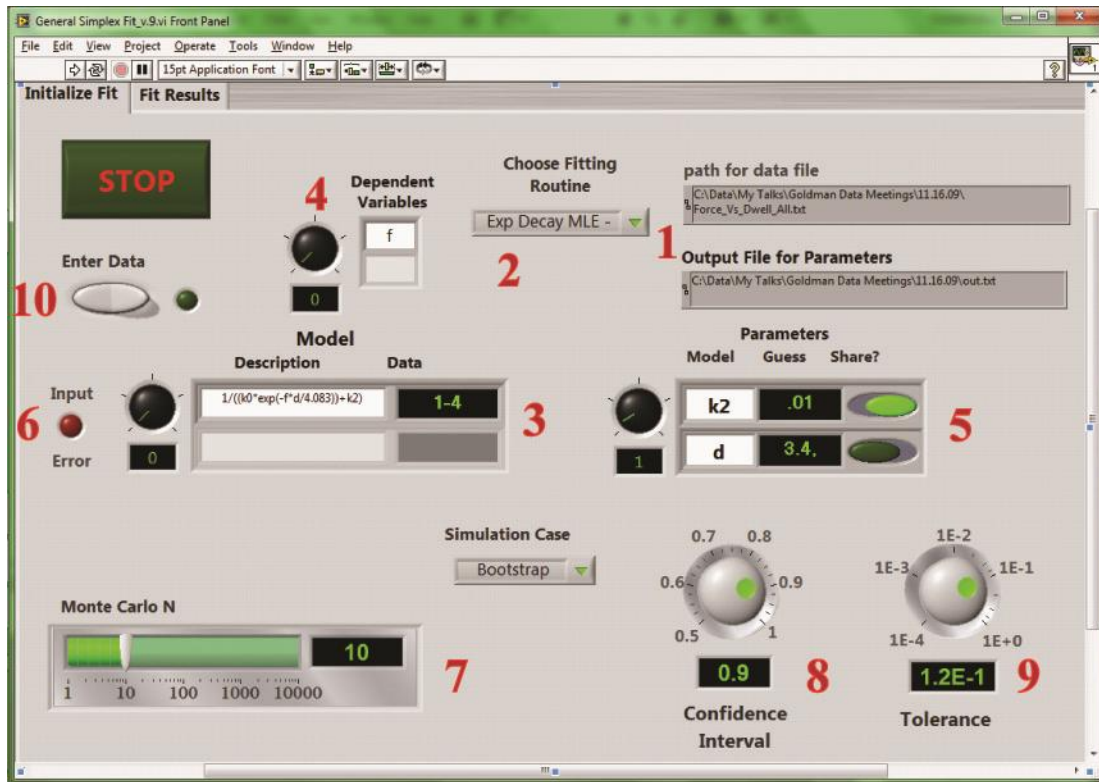 General Simplex Fit_v.9.vi Front Panel
File Edit View Project Operate Tools Window Help
15pt Application Font
1
Initialize Fit Fit Results
STOP
4
Dependent
Variables
f
0
Choose Fitting
Routine
Exp Decay MLE -
2
1
path for data file
C:\Data\My Talks\Goldman Data Meetings\11.16.09\
Force_Vs_Dwell_All.txt
Output File for Parameters
C:\Data\My Talks\Goldman Data Meetings\11.16.09\out.txt
Enter Data
10
Model
Description Data
1/((k0*exp(-f*d/4.083))+k2) 1-4
3
Input
6
Error
0
Parameters
Model Guess Share?
k2 .01
d 3.4,
1
5
Simulation Case
Bootstrap
Monte Carlo N
10
1 10 100 1000 10000
7
0.5 0.6 0.7 0.8 0.9 1
0.9
8
Confidence
Interval
1E-4 1E-3 1E-2 1E-1 1E+0
1.2E-1
9
Tolerance